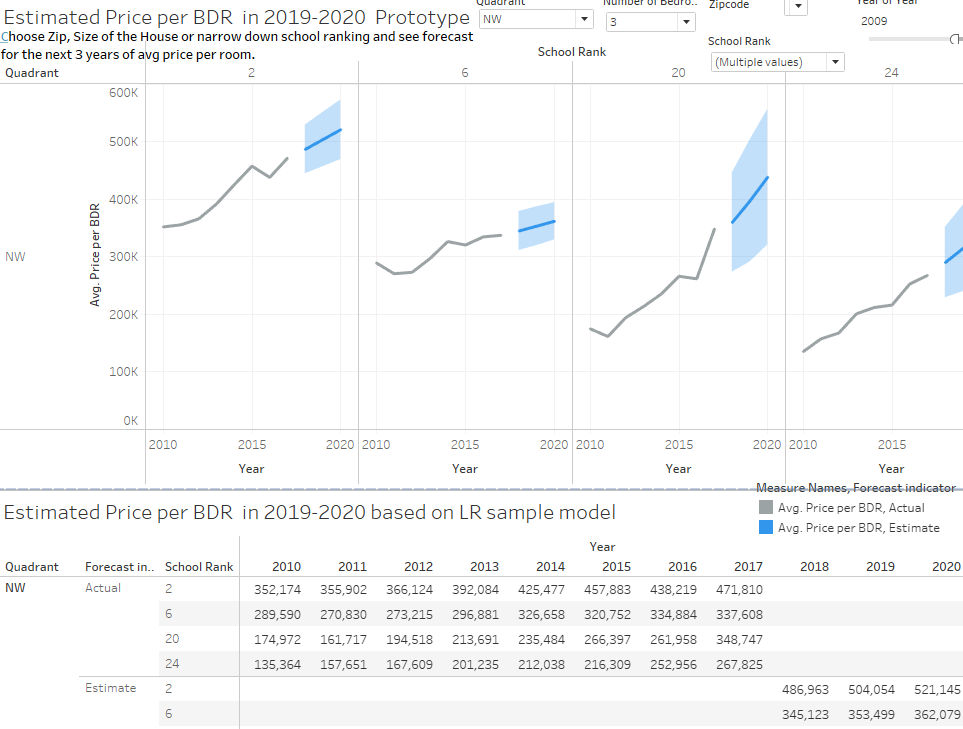 Estimated Price per BDR in 2019-2020 Prototype
Choose Zip, Size of the House or narrow down school ranking and see forecast
for the next 3 years of avg price per room.
Quadrant
NW
Number of Bedro..
3
Zipcode
School Rank
(Multiple values)
Year of Year
2009
School Rank
Quadrant 2 6 20 24
600K
500K
400K
300K
200K
100K
0K
Avg. Price per BDR
NW
2010 2015 2020 2010 2015 2020 2010 2015 2020 2010 2015
Year Year Year Year
Measure Names, Forecast indicator
Avg. Price per BDR, Actual
Avg. Price per BDR, Estimate
Estimated Price per BDR in 2019-2020 based on LR sample model
Year
Quadrant Forecast in.. School Rank 2010 2011 2012 2013 2014 2015 2016 2017 2018 2019 2020
NW Actual 2 352,174 355,902 366,124 392,084 425,477 457,883 438,219 471,810
6 289,590 270,830 273,215 296,881 326,658 320,752 334,884 337,608
20 174,972 161,717 194,518 213,691 235,484 266,397 261,958 348,747
24 135,364 157,651 167,609 201,235 212,038 216,309 252,956 267,825
Estimate 2 486,963 504,054 521,145
6 345,123 353,499 362,079